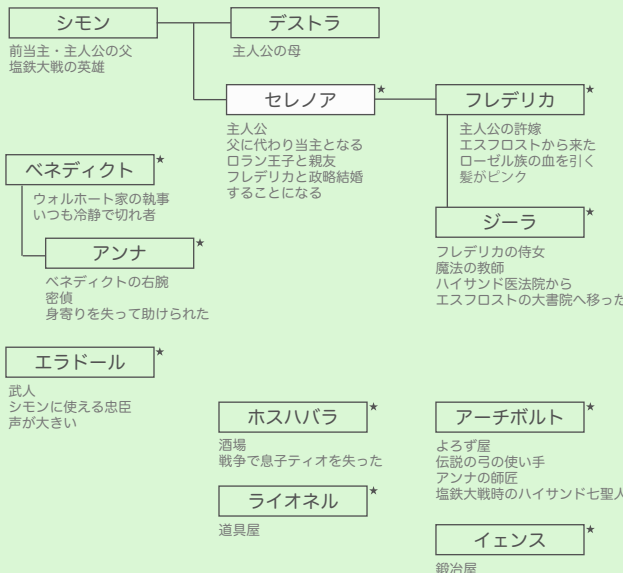 シモン
前当主・主人公の父
塩鉄大戦の英雄
デストラ
主人公の母
セレノア★
主人公
父に代わり当主となる
ロラン王子と親友
フレデリカと政略結婚
することになる
フレデリカ★
主人公の許嫁
エスフロストから来た
ローゼル族の血を引く
髪がピンク
ベネディクト★
ウォルホート家の執事
いつも冷静で切れ者
アンナ★
ベネディクトの右腕
密偵
身寄りを失って助けられた
ジーラ★
フレデリカの侍女
魔法の教師
ハイサンド医法院から
エスフロストの大書院へ移った
エラドール★
武人
シモンに使える忠臣
声が大きい
ホスハバラ★
酒場
戦争で息子ティオを失った
アーチボルト★
よろず屋
伝説の弓の使い手
アンナの師匠
塩鉄大戦時のハイサンド七聖人
ライオネル★
道具屋
イェンス★
鍛冶屋